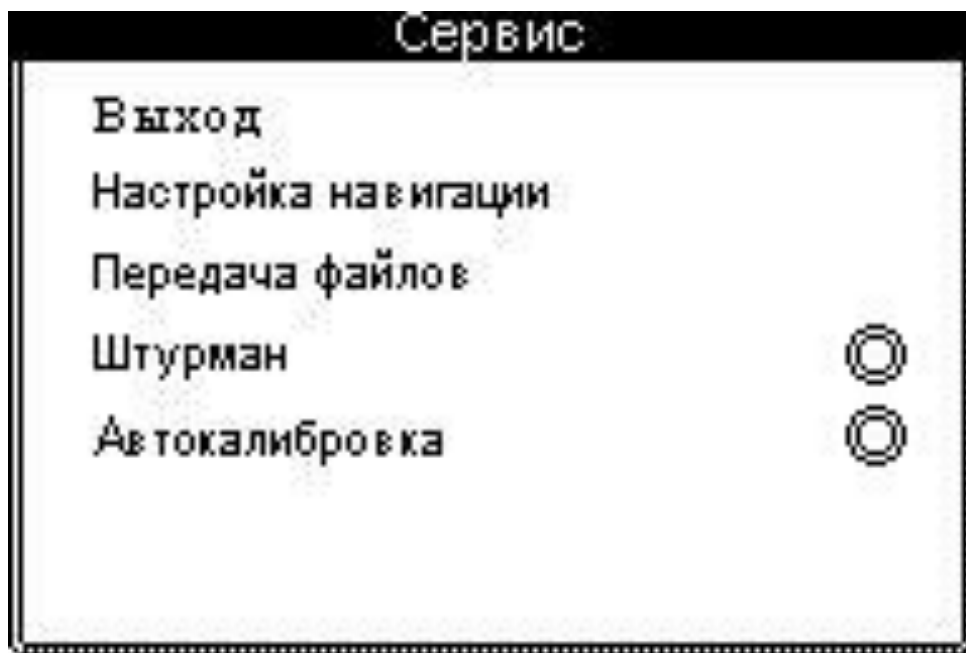 Сервис
Выход
Настройка навигации
Передача файлов
Штурман
Автокалибровка